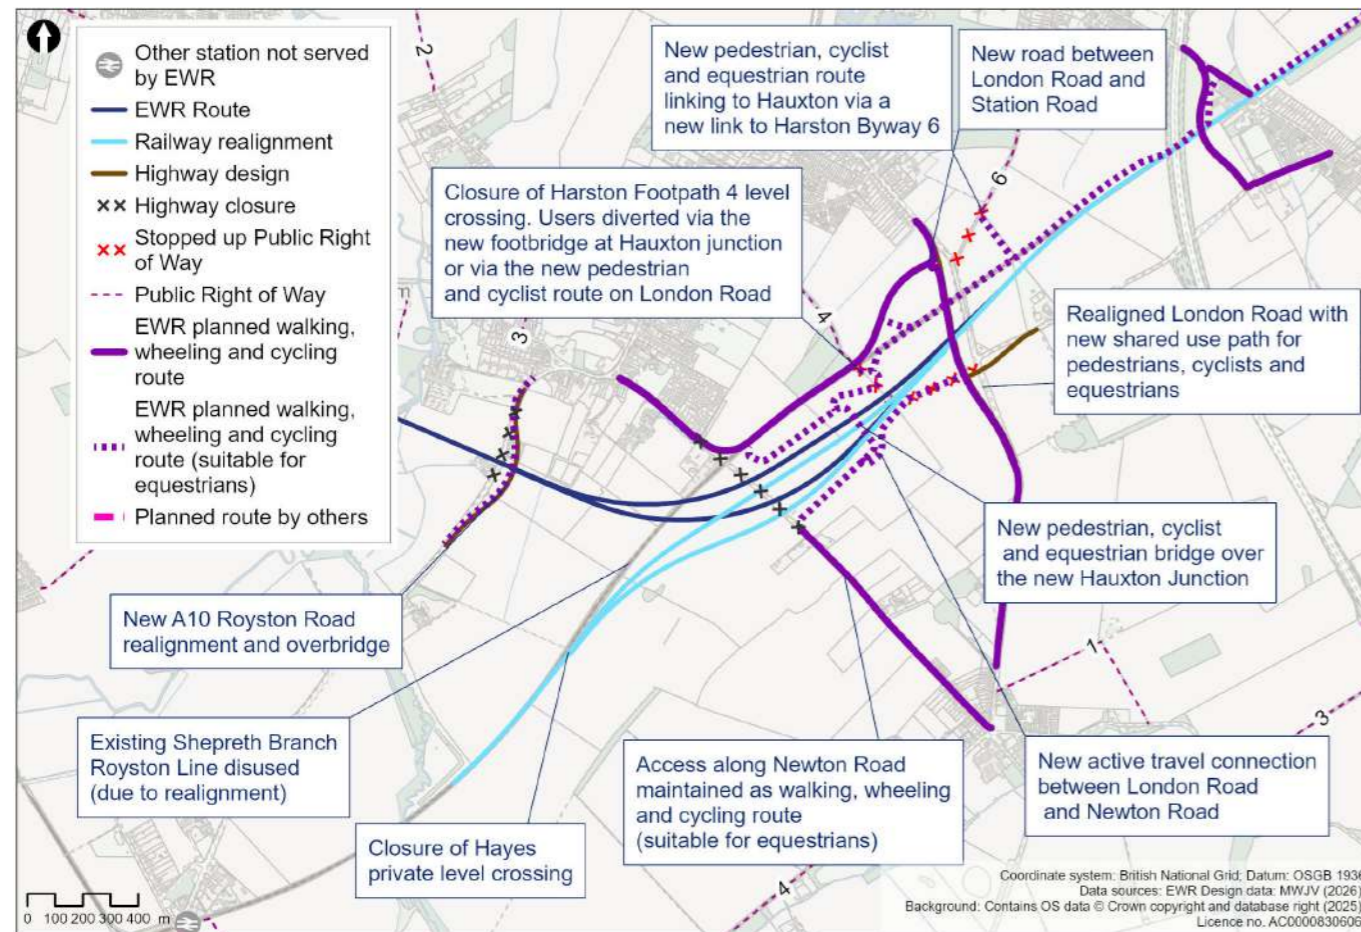 Other station not served
by EWR
EWR Route
Railway realignment
Highway design
Highway closure
Stopped up Public Right
of Way
Public Right of Way
EWR planned walking,
wheeling and cycling
route
EWR planned walking,
wheeling and cycling
route (suitable for
equestrians)
Planned route by others
2
New pedestrian, cyclist
and equestrian route
linking to Hauxton via a
new link to Harston Byway 6
New road between
London Road and
Station Road
Closure of Harston Footpath 4 level
crossing. Users diverted via the
new footbridge at Hauxton junction
or via the new pedestrian
and cyclist route on London Road
6
4
3
Realigned London Road with
new shared use path for
pedestrians, cyclists and
equestrians
New pedestrian, cyclist
and equestrian bridge over
the new Hauxton Junction
New A10 Royston Road
realignment and overbridge
1
3
Existing Shepreth Branch
Royston Line disused
(due to realignment)
Access along Newton Road
maintained as walking, wheeling
and cycling route
(suitable for equestrians)
New active travel connection
between London Road
and Newton Road
Closure of Hayes
private level crossing
4
0 100 200 300 400 m
Coordinate system: British National Grid; Datum: OSGB 1936
Data sources: EWR Design data: MWJV (2026)
Background: Contains OS data © Crown copyright and database right (2025)
Licence no. AC0000830606